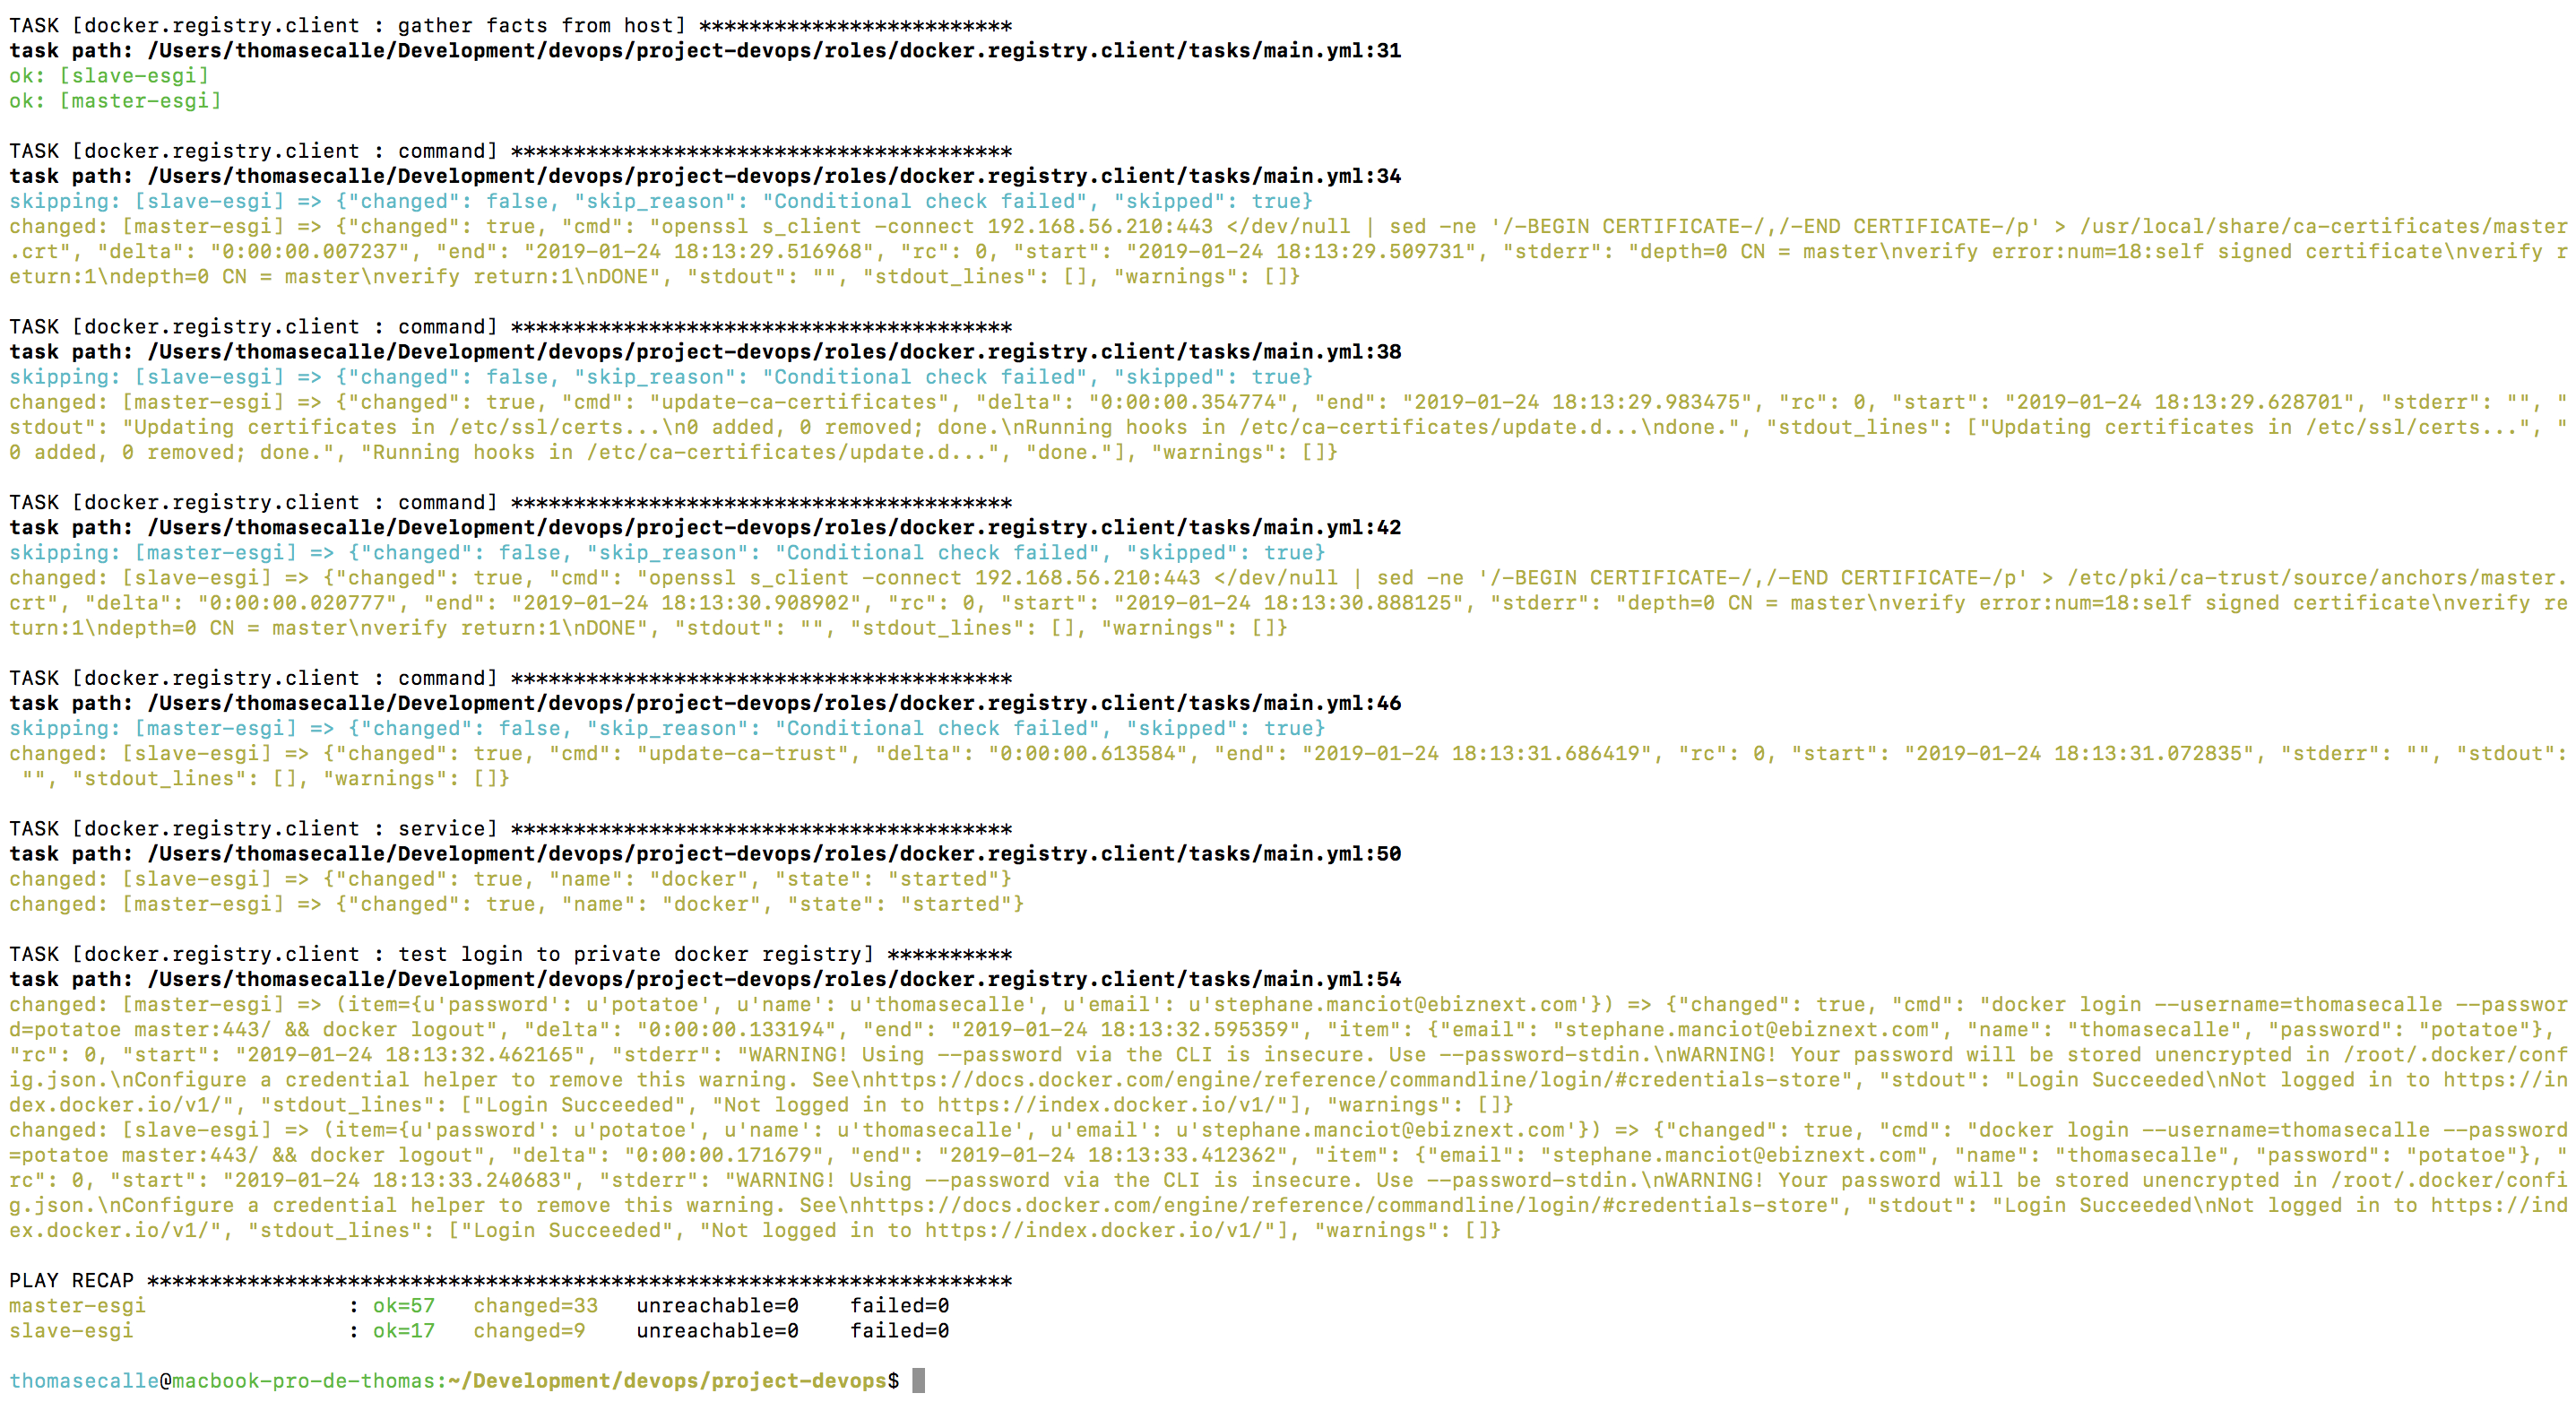 TASK [docker.registry.client : gather facts from host] *************************
task path: /Users/thomasecalle/Development/devops/project-devops/roles/docker.registry.client/tasks/main.yml:31
ok: [slave-esgi]
ok: [master-esgi]
TASK [docker.registry.client : command] ****************************************
task path: /Users/thomasecalle/Development/devops/project-devops/roles/docker.registry.client/tasks/main.yml:34
skipping: [slave-esgi] => {"changed": false, "skip_reason": "Conditional check failed", "skipped": true}
changed: [master-esgi] => {"changed": true, "cmd": "openssl s_client -connect 192.168.56.210:443 </dev/null | sed -ne '/-BEGIN CERTIFICATE-/,/-END CERTIFICATE-/p' > /usr/local/share/ca-certificates/master
.crt", "delta": "0:00:00.007237", "end": "2019-01-24 18:13:29.516968", "rc": 0, "start": "2019-01-24 18:13:29.509731", "stderr": "depth=0 CN = master\nverify error:num=18:self signed certificate\nverify r
eturn:1\ndepth=0 CN = master\nverify return:1\nDONE", "stdout": "", "stdout_lines": [], "warnings": []}
TASK [docker.registry.client : command] ****************************************
task path: /Users/thomasecalle/Development/devops/project-devops/roles/docker.registry.client/tasks/main.yml:38
skipping: [slave-esgi] => {"changed": false, "skip_reason": "Conditional check failed", "skipped": true}
changed: [master-esgi] => {"changed": true, "cmd": "update-ca-certificates", "delta": "0:00:00.354774", "end": "2019-01-24 18:13:29.983475", "rc": 0, "start": "2019-01-24 18:13:29.628701", "stderr": "", "
stdout": "Updating certificates in /etc/ssl/certs...\n0 added, 0 removed; done.\nRunning hooks in /etc/ca-certificates/update.d...\ndone.", "stdout_lines": ["Updating certificates in /etc/ssl/certs...", "
0 added, 0 removed; done.", "Running hooks in /etc/ca-certificates/update.d...", "done."], "warnings": []}
TASK [docker.registry.client : command] ****************************************
task path: /Users/thomasecalle/Development/devops/project-devops/roles/docker.registry.client/tasks/main.yml:42
skipping: [master-esgi] => {"changed": false, "skip_reason": "Conditional check failed", "skipped": true}
changed: [slave-esgi] => {"changed": true, "cmd": "openssl s_client -connect 192.168.56.210:443 </dev/null | sed -ne '/-BEGIN CERTIFICATE-/,/-END CERTIFICATE-/p' > /etc/pki/ca-trust/source/anchors/master.
crt", "delta": "0:00:00.020777", "end": "2019-01-24 18:13:30.908902", "rc": 0, "start": "2019-01-24 18:13:30.888125", "stderr": "depth=0 CN = master\nverify error:num=18:self signed certificate\nverify re
turn:1\ndepth=0 CN = master\nverify return:1\nDONE", "stdout": "", "stdout_lines": [], "warnings": []}
TASK [docker.registry.client : command] ****************************************
task path: /Users/thomasecalle/Development/devops/project-devops/roles/docker.registry.client/tasks/main.yml:46
skipping: [master-esgi] => {"changed": false, "skip_reason": "Conditional check failed", "skipped": true}
changed: [slave-esgi] => {"changed": true, "cmd": "update-ca-trust", "delta": "0:00:00.613584", "end": "2019-01-24 18:13:31.686419", "rc": 0, "start": "2019-01-24 18:13:31.072835", "stderr": "", "stdout":
 "", "stdout_lines": [], "warnings": []}
TASK [docker.registry.client : service] ****************************************
task path: /Users/thomasecalle/Development/devops/project-devops/roles/docker.registry.client/tasks/main.yml:50
changed: [slave-esgi] => {"changed": true, "name": "docker", "state": "started"}
changed: [master-esgi] => {"changed": true, "name": "docker", "state": "started"}
TASK [docker.registry.client : test login to private docker registry] **********
task path: /Users/thomasecalle/Development/devops/project-devops/roles/docker.registry.client/tasks/main.yml:54
changed: [master-esgi] => (item={u'password': u'potatoe', u'name': u'thomasecalle', u'email': u'stephane.manciot@ebiznext.com'}) => {"changed": true, "cmd": "docker login --username=thomasecalle --passwor
d=potatoe master:443/ && docker logout", "delta": "0:00:00.133194", "end": "2019-01-24 18:13:32.595359", "item": {"email": "stephane.manciot@ebiznext.com", "name": "thomasecalle", "password": "potatoe"},
"rc": 0, "start": "2019-01-24 18:13:32.462165", "stderr": "WARNING! Using --password via the CLI is insecure. Use --password-stdin.\nWARNING! Your password will be stored unencrypted in /root/.docker/conf
ig.json.\nConfigure a credential helper to remove this warning. See\nhttps://docs.docker.com/engine/reference/commandline/login/#credentials-store", "stdout": "Login Succeeded\nNot logged in to https://in
dex.docker.io/v1/", "stdout_lines": ["Login Succeeded", "Not logged in to https://index.docker.io/v1/"], "warnings": []}
changed: [slave-esgi] => (item={u'password': u'potatoe', u'name': u'thomasecalle', u'email': u'stephane.manciot@ebiznext.com'}) => {"changed": true, "cmd": "docker login --username=thomasecalle --password
=potatoe master:443/ && docker logout", "delta": "0:00:00.171679", "end": "2019-01-24 18:13:33.412362", "item": {"email": "stephane.manciot@ebiznext.com", "name": "thomasecalle", "password": "potatoe"}, "
rc": 0, "start": "2019-01-24 18:13:33.240683", "stderr": "WARNING! Using --password via the CLI is insecure. Use --password-stdin.\nWARNING! Your password will be stored unencrypted in /root/.docker/confi
g.json.\nConfigure a credential helper to remove this warning. See\nhttps://docs.docker.com/engine/reference/commandline/login/#credentials-store", "stdout": "Login Succeeded\nNot logged in to https://ind
ex.docker.io/v1/", "stdout_lines": ["Login Succeeded", "Not logged in to https://index.docker.io/v1/"], "warnings": []}
PLAY RECAP *********************************************************************
master-esgi                : ok=57   changed=33   unreachable=0    failed=0
slave-esgi                 : ok=17   changed=9    unreachable=0    failed=0
thomasecalle@macbook-pro-de-thomas:~/Development/devops/project-devops$